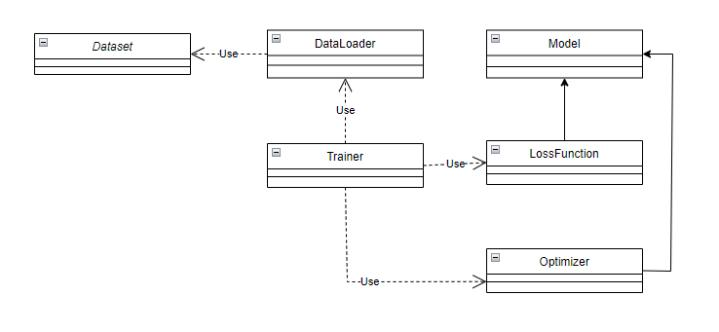 Dataset
Use
DataLoader
Model
Use
Trainer
Use
LossFunction
Use
Optimizer